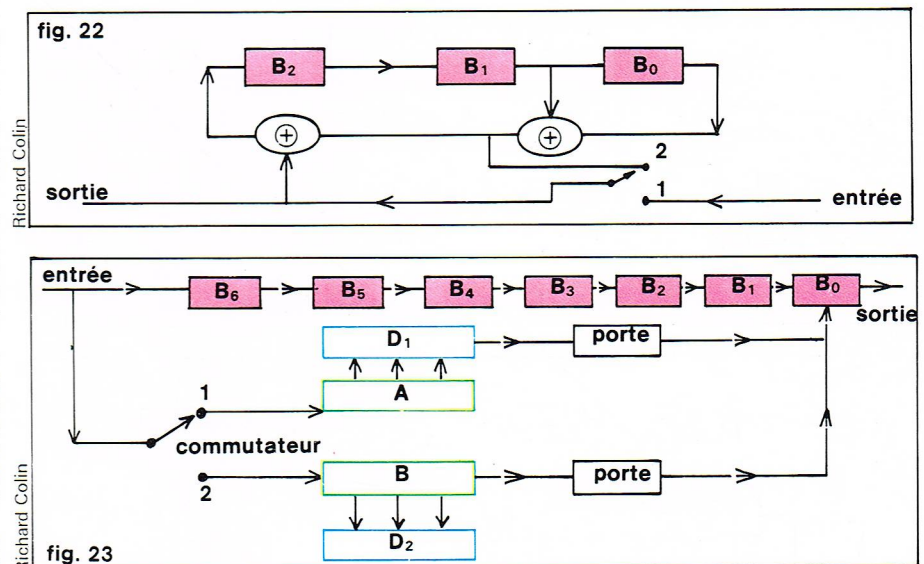 fig. 22
B2 B1 B0
+ +
2
sortie
1
entrée
Richard Colin
entrée
B6 B5 B4 B3 B2 B1 B0
sortie
D1 porte
1
A
commutateur
2
B porte
D2
Richard Colin
fig. 23